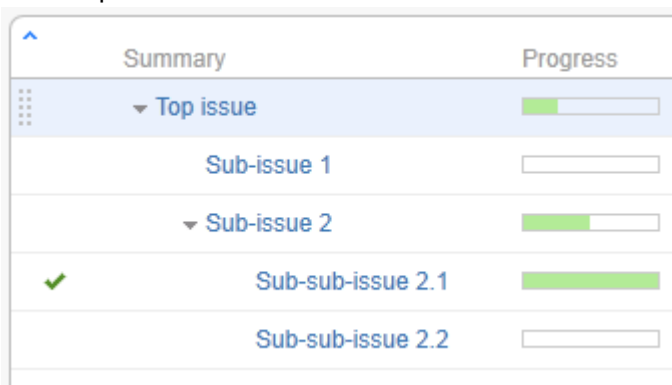 Summary Progress
Top issue
Sub-issue 1
Sub-issue 2
Sub-sub-issue 2.1
Sub-sub-issue 2.2